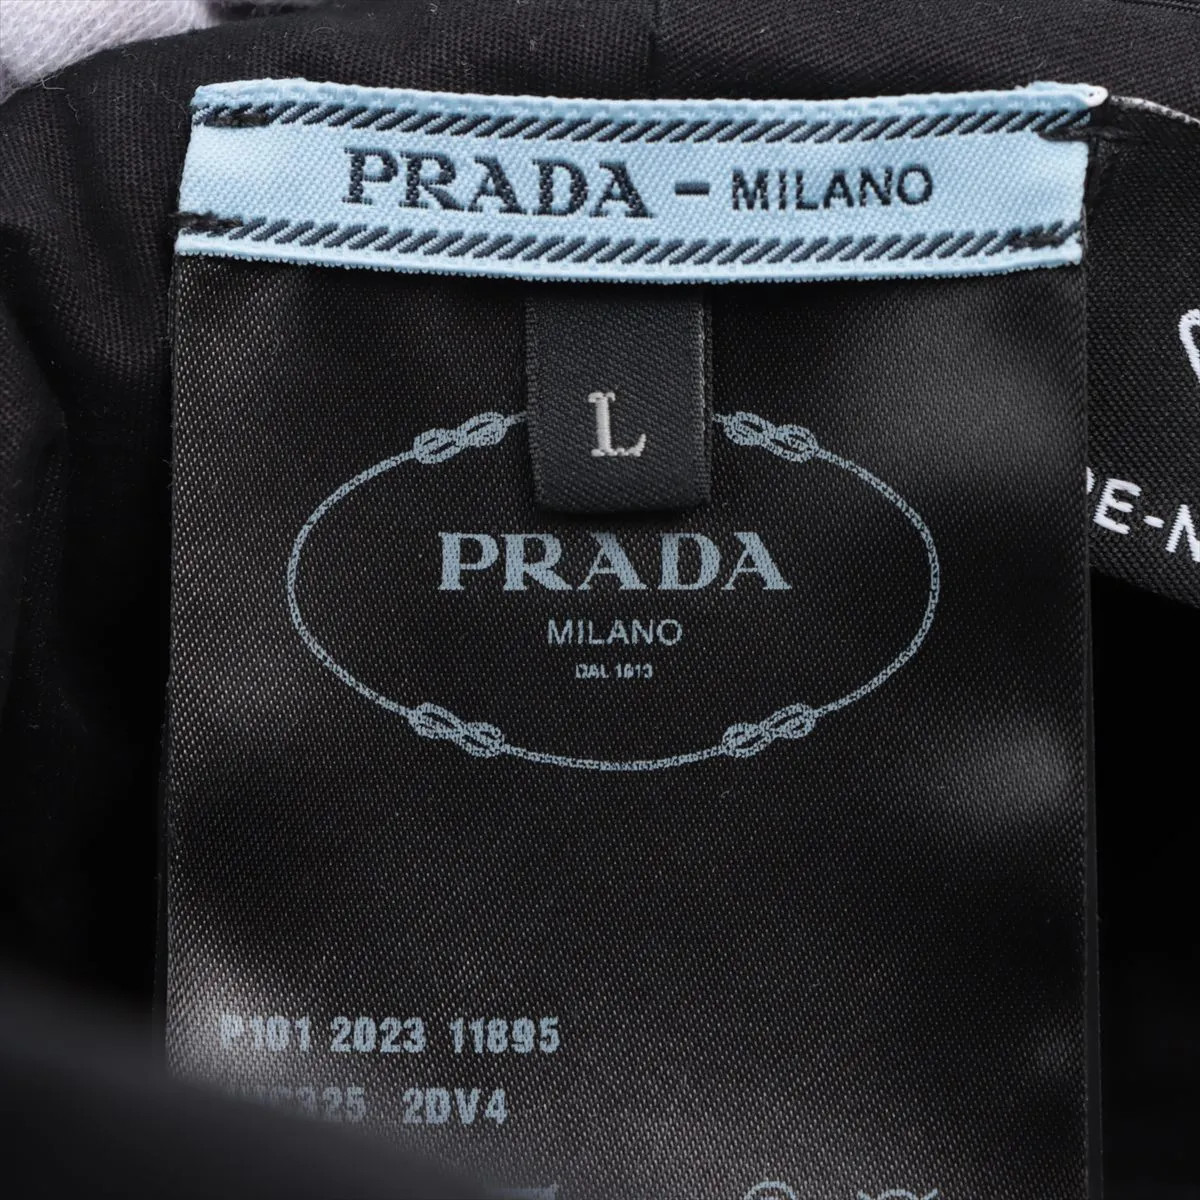 PRADA - MILANO
L
PRADA
MILANO
DAL 1913
P101 2023 11895
2DV4